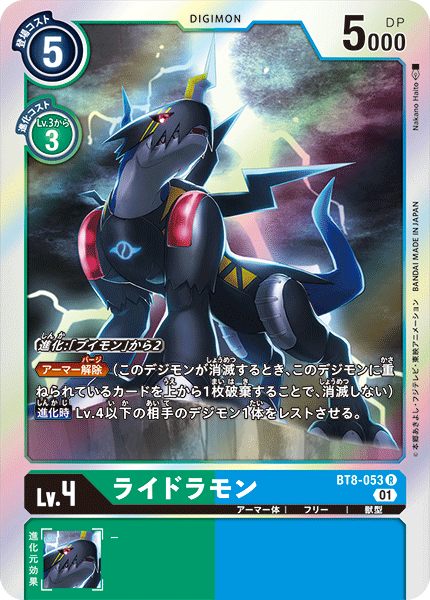 登場コスト
5
DIGIMON
DP
5000
進化コスト
Lv.3から
3
Nakano Haito
BANDAI MADE IN JAPAN
©本郷あきよし・フジテレビ・東映アニメーション
進化:「ブイモン」から2
アーマー解除 (このデジモンが消滅するとき、このデジモンに重
ねられているカードを上から1枚破棄することで、消滅しない)
進化時 Lv.4以下の相手のデジモン1体をレストさせる。
Lv.4
ライドラモン
BT8-053 R
01
アーマー体 | フリー | 獣型
進化元効果
—